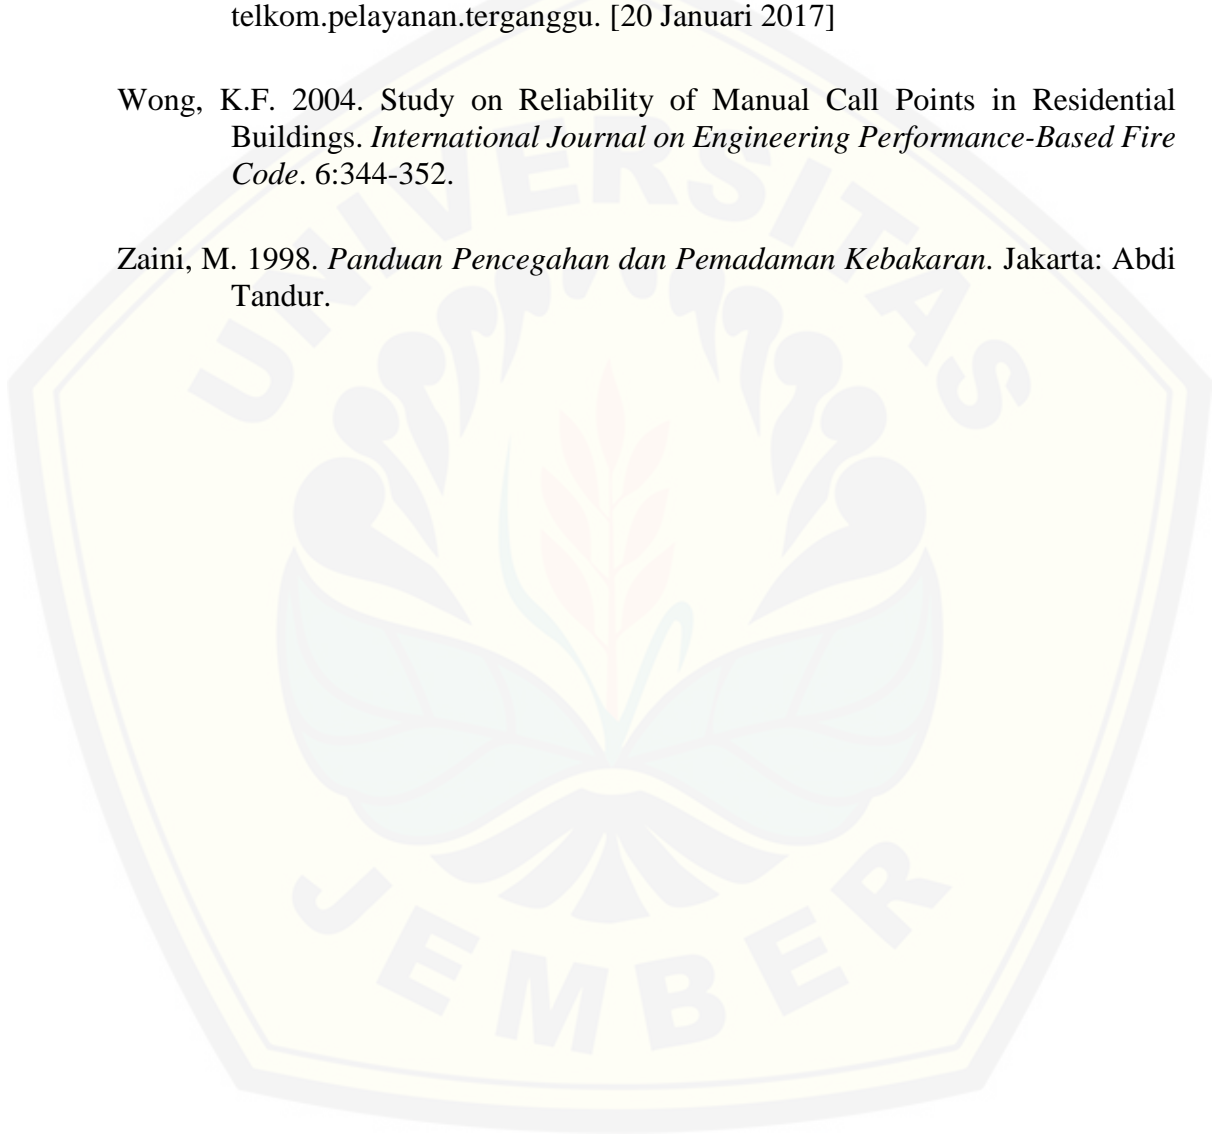 telkom.pelayanan.terganggu. [20 Januari 2017]
Wong, K.F. 2004. Study on Reliability of Manual Call Points in Residential
Buildings. International Journal on Engineering Performance-Based Fire
Code. 6:344-352.
Zaini, M. 1998. Panduan Pencegahan dan Pemadaman Kebakaran. Jakarta: Abdi
Tandur.
UNIVERSITAS
JEMBER